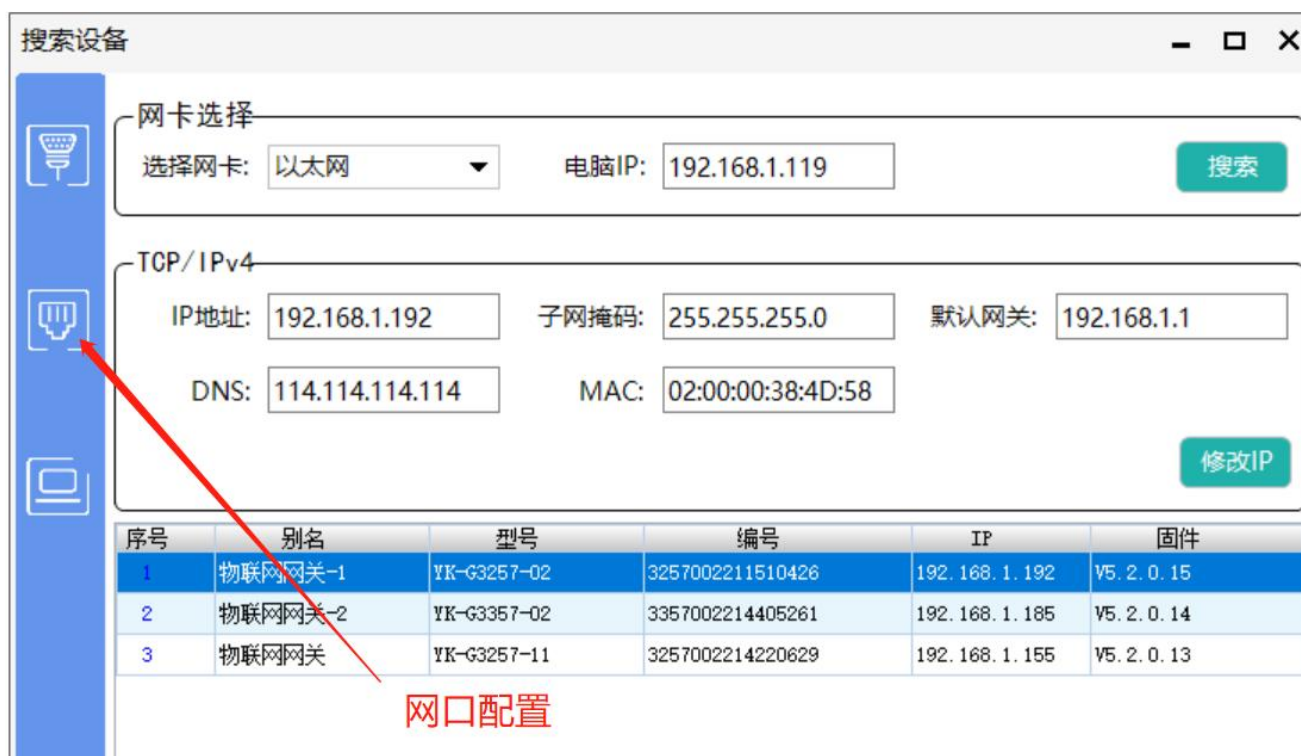 搜索设备
网卡选择
选择网卡: 以太网 电脑IP: 192.168.1.119 搜索
TCP/IPv4
IP地址: 192.168.1.192 子网掩码: 255.255.255.0 默认网关: 192.168.1.1
DNS: 114.114.114.114 MAC: 02:00:00:38:4D:58
修改IP
序号 别名 型号 编号 IP 固件
1 物联网网关-1 YK-G3257-02 3257002211510426 192.168.1.192 V5.2.0.15
2 物联网网关-2 YK-G3357-02 3357002214405261 192.168.1.185 V5.2.0.14
3 物联网网关 YK-G3257-11 3257002214220629 192.168.1.155 V5.2.0.13
网口配置